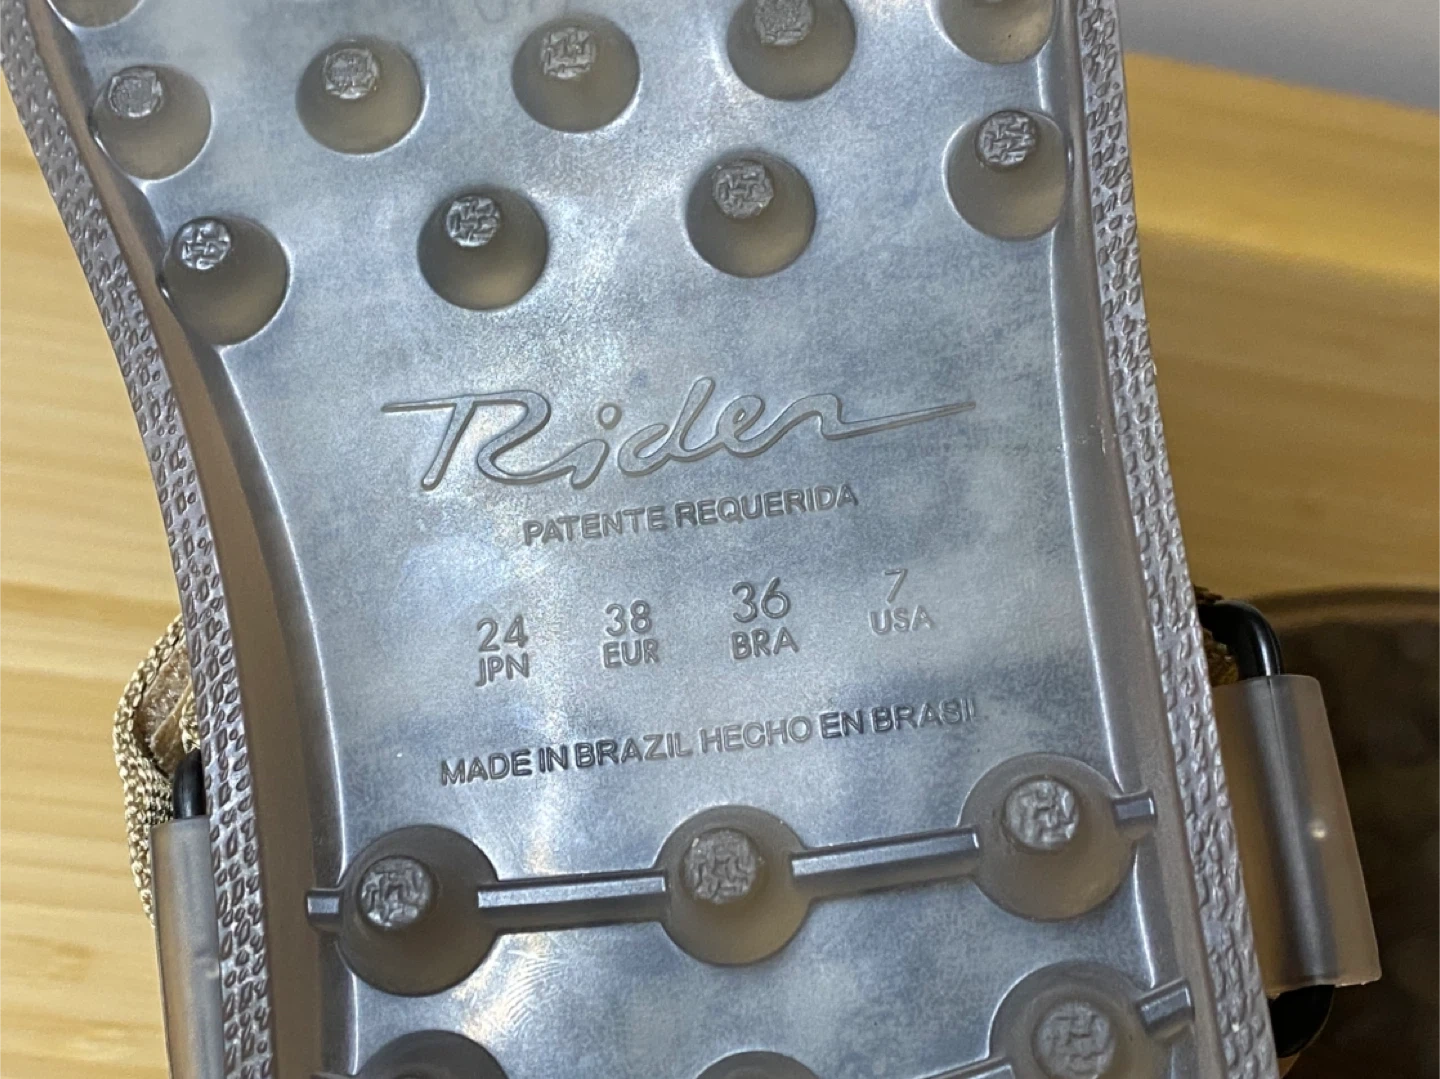 Rider
PATENTE REQUERIDA
24 38 36 7
JPN EUR BRA USA
MADE IN BRAZIL HECHO EN BRASIL